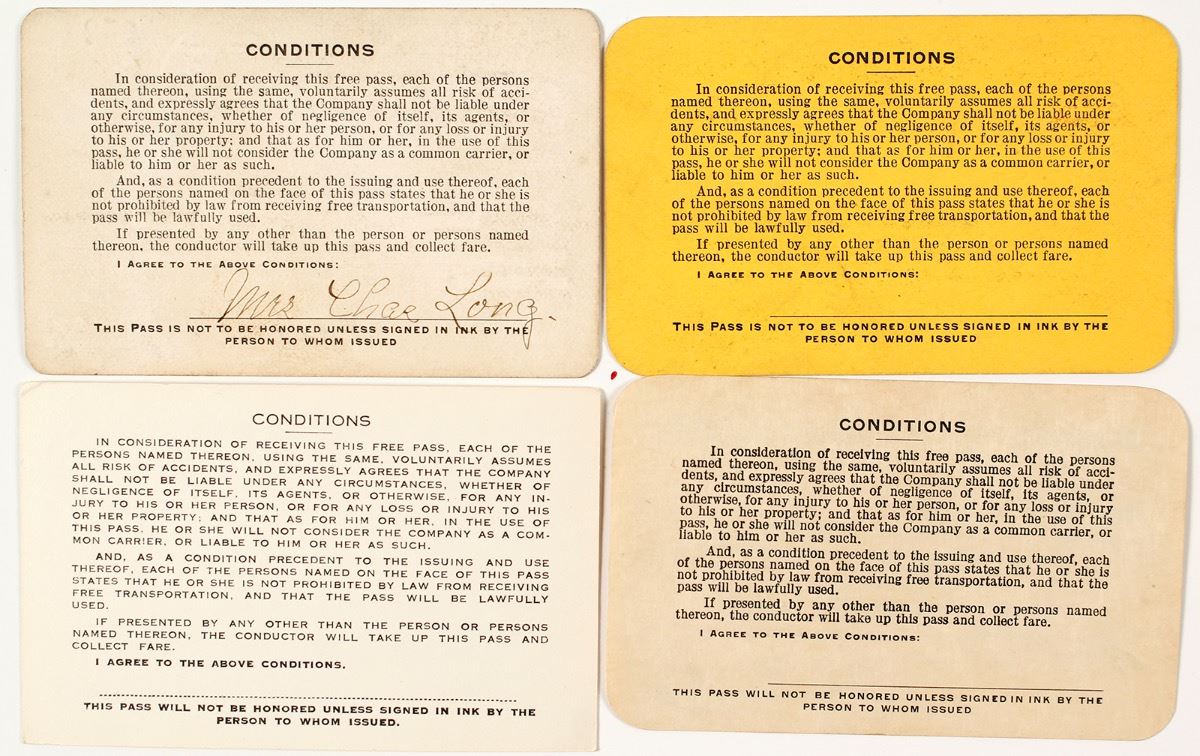 CONDITIONS
In consideration of receiving this free pass, each of the persons
named thereon, using the same, voluntarily assumes all risk of acci-
dents, and expressly agrees that the Company shall not be liable under
any circumstances, whether of negligence of itself, its agents, or
otherwise, for any injury to his or her person, or for any loss or injury
to his or her property; and that as for him or her, in the use of this
pass, he or she will not consider the Company as a common carrier, or
liable to him or her as such.
And, as a condition precedent to the issuing and use thereof, each
of the persons named on the face of this pass states that he or she is
not prohibited by law from receiving free transportation, and that the
pass will be lawfully used.
If presented by any other than the person or persons named
thereon, the conductor will take up this pass and collect fare.
I AGREE TO THE ABOVE CONDITIONS:
Mrs Chas Long.
THIS PASS IS NOT TO BE HONORED UNLESS SIGNED IN INK BY THE
PERSON TO WHOM ISSUED
CONDITIONS
In consideration of receiving this free pass, each of the persons
named thereon, using the same, voluntarily assumes all risk of acci-
dents, and expressly agrees that the Company shall not be liable under
any circumstances, whether of negligence of itself, its agents, or
otherwise, for any injury to his or her person, or for any loss or injury
to his or her property; and that as for him or her, in the use of this
pass, he or she will not consider the Company as a common carrier, or
liable to him or her as such.
And, as a condition precedent to the issuing and use thereof, each
of the persons named on the face of this pass states that he or she is
not prohibited by law from receiving free transportation, and that the
pass will be lawfully used.
If presented by any other than the person or persons named
thereon, the conductor will take up this pass and collect fare.
I AGREE TO THE ABOVE CONDITIONS:
THIS PASS IS NOT TO BE HONORED UNLESS SIGNED IN INK BY THE
PERSON TO WHOM ISSUED
CONDITIONS
IN CONSIDERATION OF RECEIVING THIS FREE PASS, EACH OF THE
PERSONS NAMED THEREON, USING THE SAME, VOLUNTARILY ASSUMES
ALL RISK OF ACCIDENTS, AND EXPRESSLY AGREES THAT THE COMPANY
SHALL NOT BE LIABLE UNDER ANY CIRCUMSTANCES, WHETHER OF
NEGLIGENCE OF ITSELF, ITS AGENTS, OR OTHERWISE, FOR ANY IN-
JURY TO HIS OR HER PERSON, OR FOR ANY LOSS OR INJURY TO HIS
OR HER PROPERTY; AND THAT AS FOR HIM OR HER, IN THE USE OF
THIS PASS, HE OR SHE WILL NOT CONSIDER THE COMPANY AS A COM-
MON CARRIER, OR LIABLE TO HIM OR HER AS SUCH.
AND, AS A CONDITION PRECEDENT TO THE ISSUING AND USE
THEREOF, EACH OF THE PERSONS NAMED ON THE FACE OF THIS PASS
STATES THAT HE OR SHE IS NOT PROHIBITED BY LAW FROM RECEIVING
FREE TRANSPORTATION, AND THAT THE PASS WILL BE LAWFULLY
USED.
IF PRESENTED BY ANY OTHER THAN THE PERSON OR PERSONS
NAMED THEREON, THE CONDUCTOR WILL TAKE UP THIS PASS AND
COLLECT FARE.
I AGREE TO THE ABOVE CONDITIONS.
THIS PASS WILL NOT BE HONORED UNLESS SIGNED IN INK BY THE
PERSON TO WHOM ISSUED.
CONDITIONS
In consideration of receiving this free pass, each of the persons
named thereon, using the same, voluntarily assumes all risk of acci-
dents, and expressly agrees that the Company shall not be liable under
any circumstances, whether of negligence of itself, its agents, or
otherwise, for any injury to his or her person, or for any loss or injury
to his or her property; and that as for him or her, in the use of this
pass, he or she will not consider the Company as a common carrier, or
liable to him or her as such.
And, as a condition precedent to the issuing and use thereof, each
of the persons named on the face of this pass states that he or she is
not prohibited by law from receiving free transportation, and that the
pass will be lawfully used.
If presented by any other than the person or persons named
thereon, the conductor will take up this pass and collect fare.
I AGREE TO THE ABOVE CONDITIONS:
THIS PASS WILL NOT BE HONORED UNLESS SIGNED IN INK BY THE
PERSON TO WHOM ISSUED